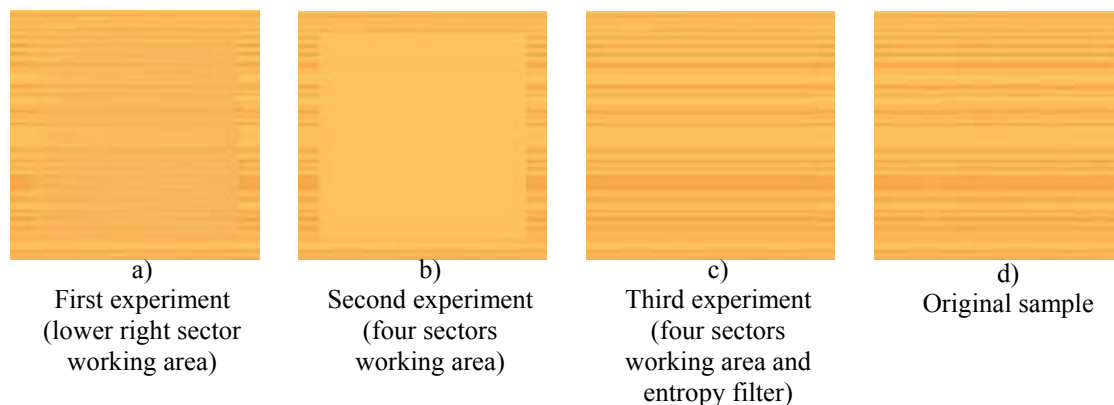 a)
First experiment
(lower right sector
working area)
b)
Second experiment
(four sectors
working area)
c)
Third experiment
(four sectors
working area and
entropy filter)
d)
Original sample